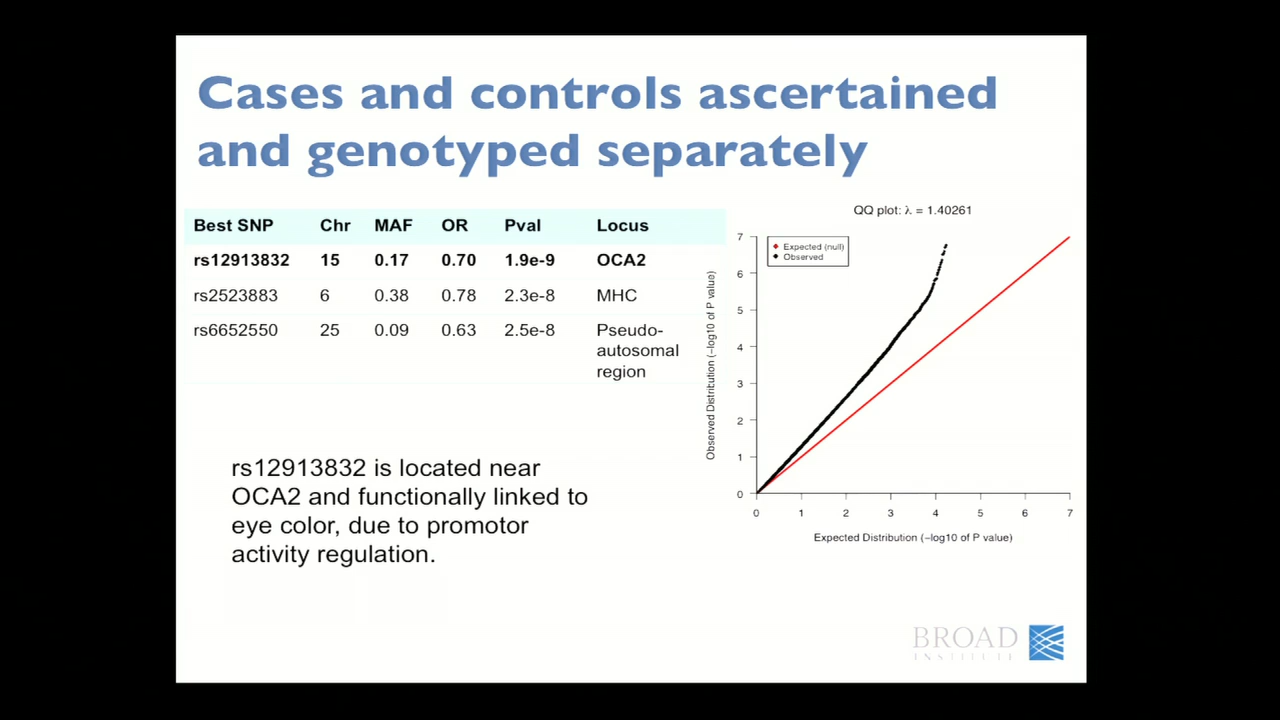 Cases and controls ascertained
and genotyped separately
Best SNP Chr MAF OR Pval Locus
rs12913832 15 0.17 0.70 1.9e-9 OCA2
rs2523883 6 0.38 0.78 2.3e-8 MHC
rs6652550 25 0.09 0.63 2.5e-8 Pseudo-
autosomal
region
rs12913832 is located near
OCA2 and functionally linked to
eye color, due to promotor
activity regulation.
QQ plot: λ = 1.40261
Expected (null)
Observed
Observed Distribution (−log10 of P value)
7
6
5
4
3
2
1
0
0 1 2 3 4 5 6 7
Expected Distribution (−log10 of P value)
BROAD
INSTITUTE